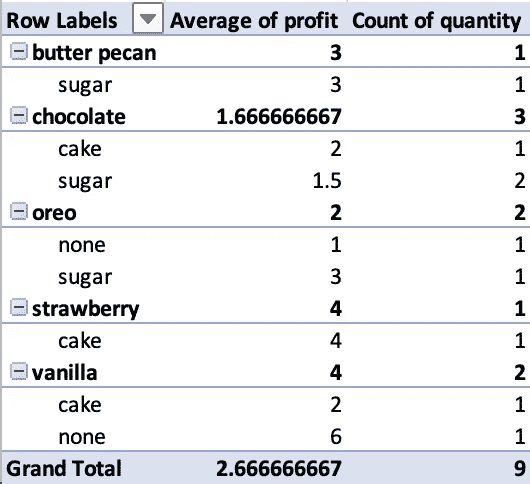 Row Labels Average of profit Count of quantity
butter pecan 3 1
sugar 3 1
chocolate 1.666666667 3
cake 2 1
sugar 1.5 2
oreo 2 2
none 1 1
sugar 3 1
strawberry 4 1
cake 4 1
vanilla 4 2
cake 2 1
none 6 1
Grand Total 2.666666667 9